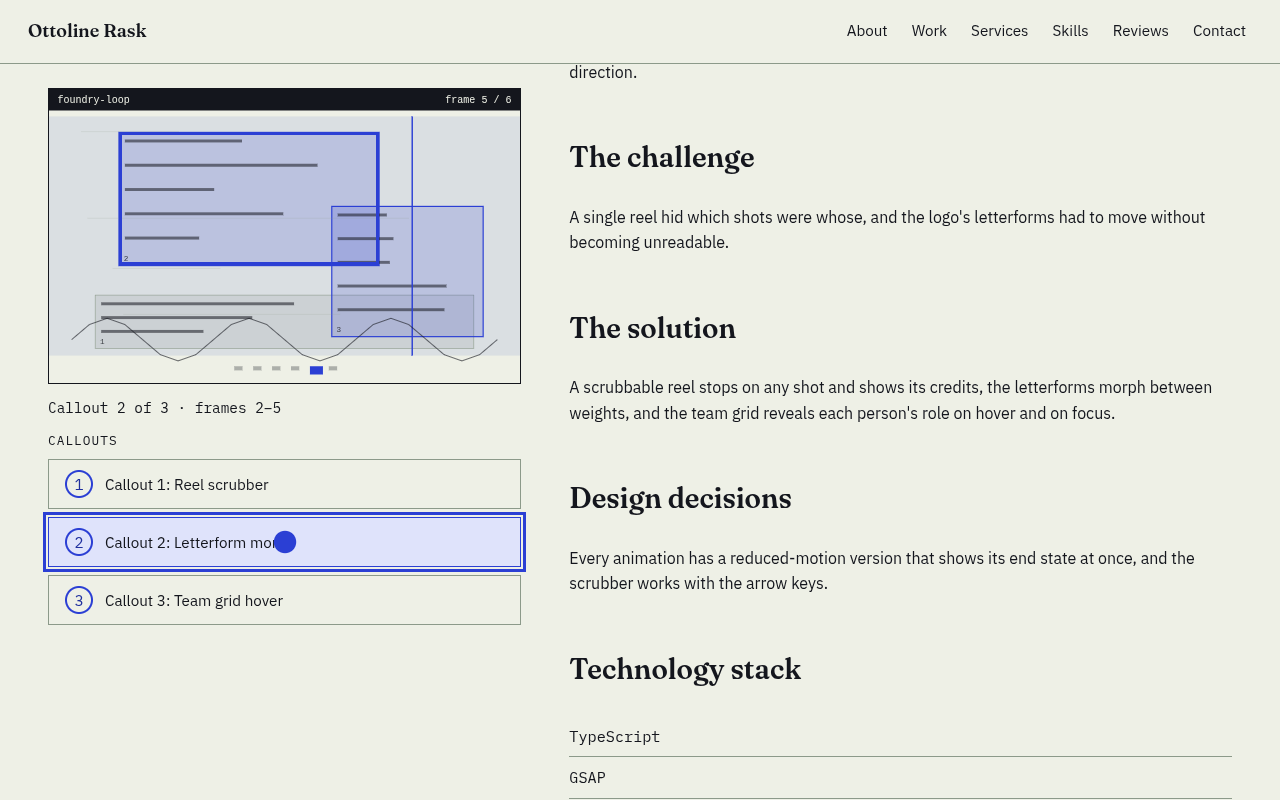 Ottoline Rask
About
Work
Services
Skills
Reviews
Contact
foundry-loop
frame 5 / 6
2
3
1
Callout 2 of 3 · frames 2–5
CALLOUTS
1 Callout 1: Reel scrubber
2 Callout 2: Letterform
3 Callout 3: Team grid hover
direction.
The challenge
A single reel hid which shots were whose, and the logo's letterforms had to move without
becoming unreadable.
The solution
A scrubbable reel stops on any shot and shows its credits, the letterforms morph between
weights, and the team grid reveals each person's role on hover and on focus.
Design decisions
Every animation has a reduced-motion version that shows its end state at once, and the
scrubber works with the arrow keys.
Technology stack
TypeScript
GSAP